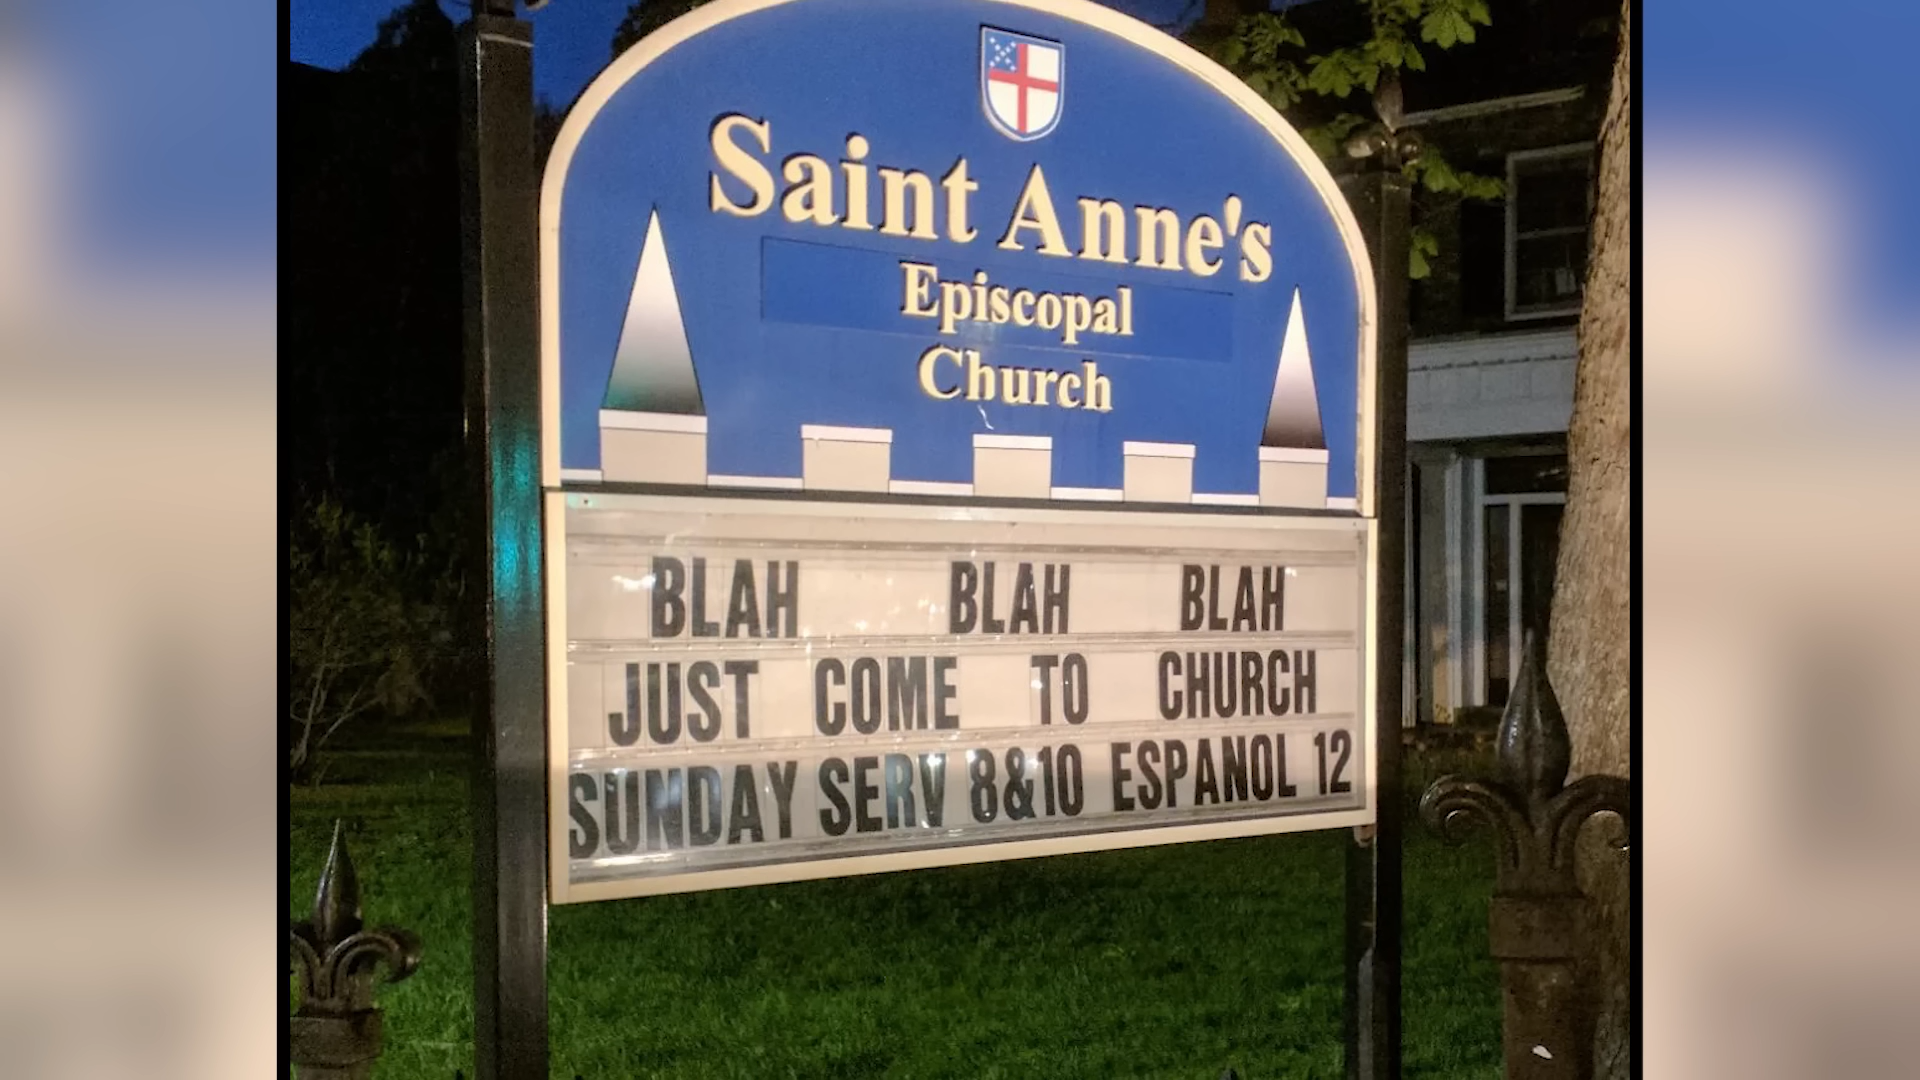 Saint Anne's
Episcopal
Church
BLAH BLAH BLAH
JUST COME TO CHURCH
SUNDAY SERV 8&10 ESPANOL 12